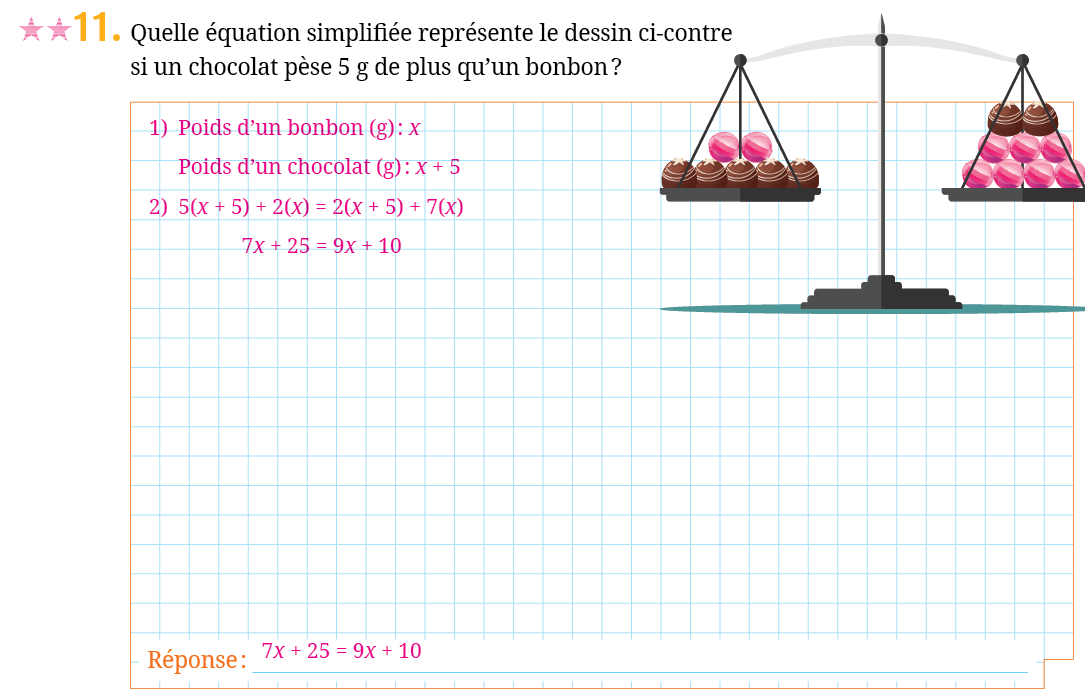 11. Quelle équation simplifiée représente le dessin ci-contre
si un chocolat pèse 5 g de plus qu’un bonbon ?
1) Poids d’un bonbon (g) : x
Poids d’un chocolat (g) : x + 5
2) 5(x + 5) + 2(x) = 2(x + 5) + 7(x)
7x + 25 = 9x + 10
Réponse : 7x + 25 = 9x + 10